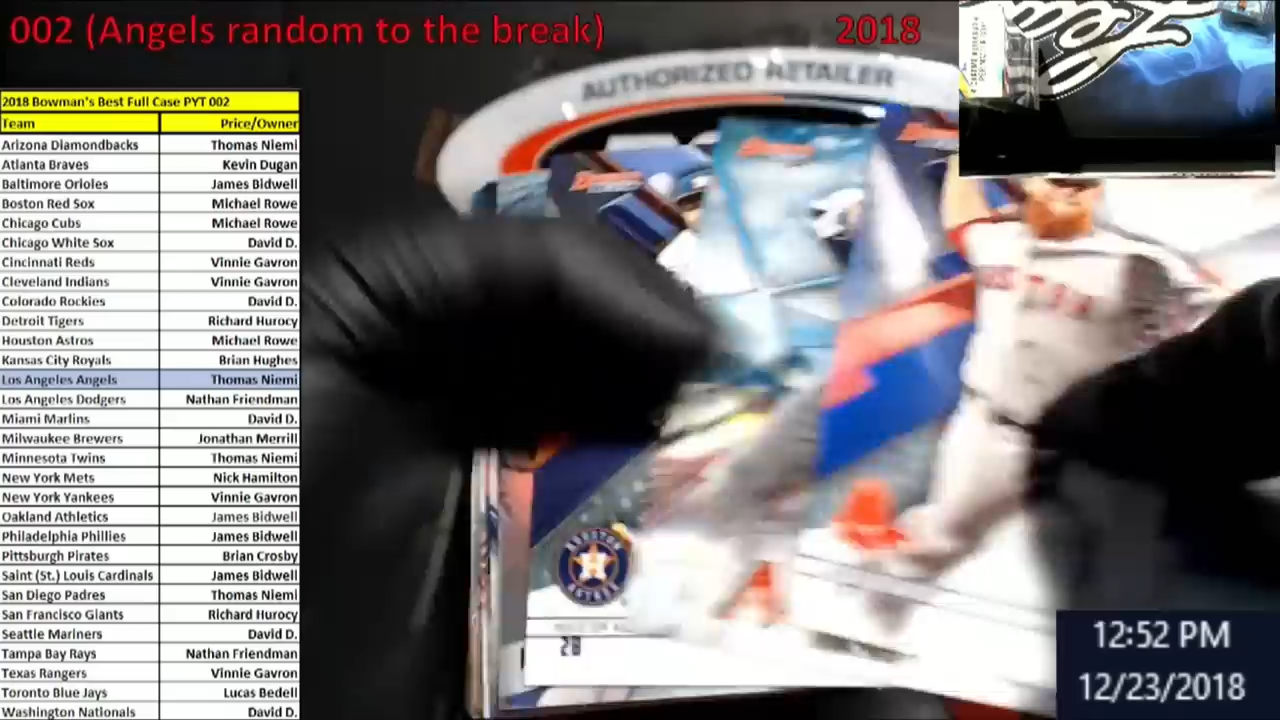 002 (Angels random to the break) 2018
2018 Bowman's Best Full Case PYT 002
Team Price/Owner
Arizona Diamondbacks Thomas Niemi
Atlanta Braves Kevin Dugan
Baltimore Orioles James Bidwell
Boston Red Sox Michael Rowe
Chicago Cubs Michael Rowe
Chicago White Sox David D.
Cincinnati Reds Vinnie Gavron
Cleveland Indians Vinnie Gavron
Colorado Rockies David D.
Detroit Tigers Richard Hurocy
Houston Astros Michael Rowe
Kansas City Royals Brian Hughes
Los Angeles Angels Thomas Niemi
Los Angeles Dodgers Nathan Friendman
Miami Marlins David D.
Milwaukee Brewers Jonathan Merrill
Minnesota Twins Thomas Niemi
New York Mets Nick Hamilton
New York Yankees Vinnie Gavron
Oakland Athletics James Bidwell
Philadelphia Phillies James Bidwell
Pittsburgh Pirates Brian Crosby
Saint (St.) Louis Cardinals James Bidwell
San Diego Padres Thomas Niemi
San Francisco Giants Richard Hurocy
Seattle Mariners David D.
Tampa Bay Rays Nathan Friendman
Texas Rangers Vinnie Gavron
Toronto Blue Jays Lucas Bedell
Washington Nationals David D.
AUTHORIZED RETAILER
HOUSTON
H
ASTROS
2B
12:52 PM
12/23/2018